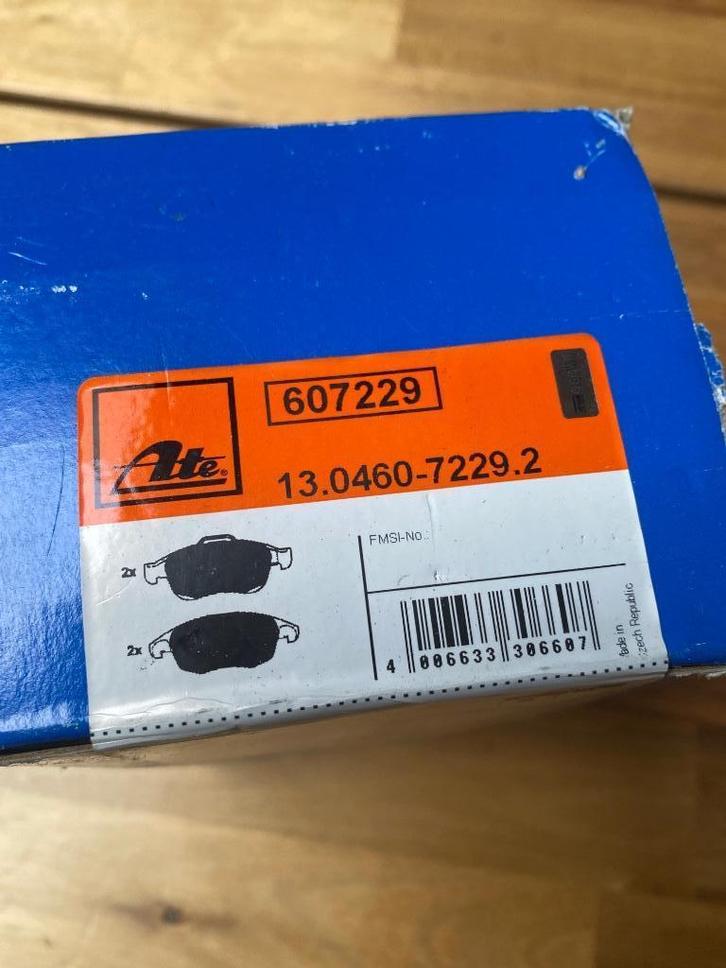 607229
Ate®
13.0460-7229.2
FMSI-No.:
2x
2x
4 006633 306607
Made in
Czech Republic